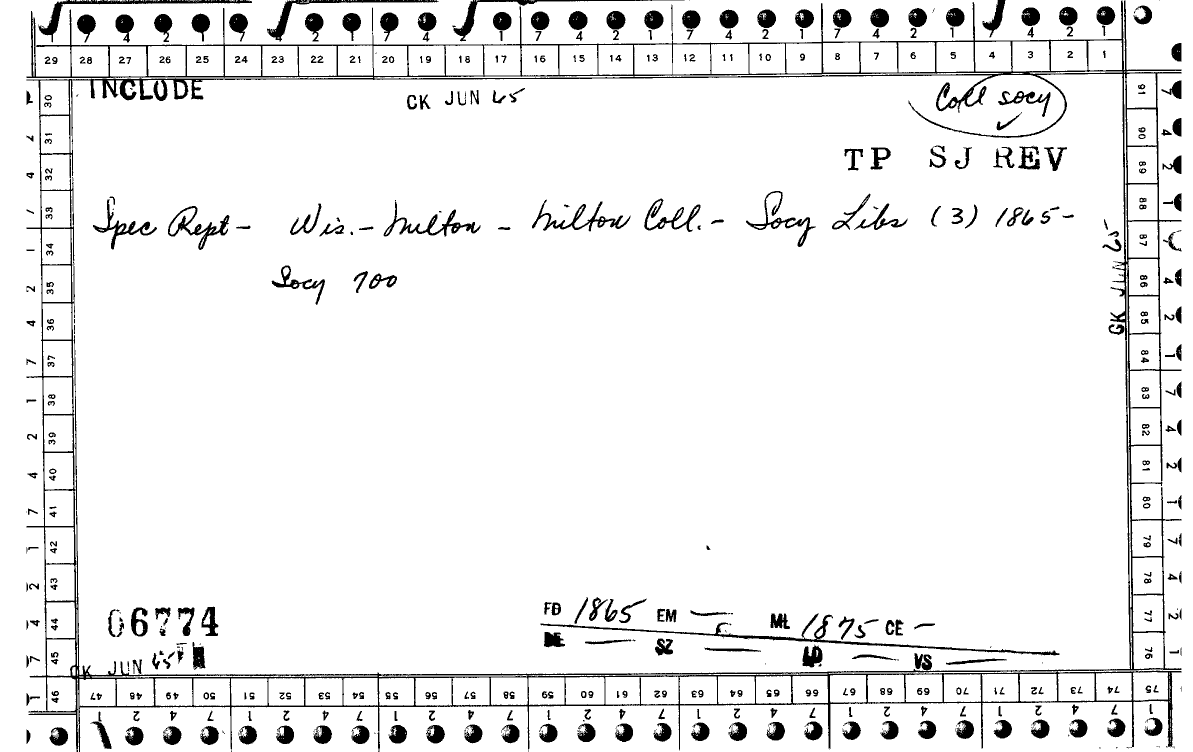 7 4 2 1 7 4 2 1 7 4 2 1 7 4 2 1 7 4 2 1 7 4 2 1 7 4 2 1
29 28 27 26 25 24 23 22 21 20 19 18 17 16 15 14 13 12 11 10 9 8 7 6 5 4 3 2 1
INCLUDE
CK JUN 65
Coll socy
TP SJ REV
Spec Rept - Wis. - Milton - Milton Coll. - Socy Libs (3) 1865-
Socy 700
CK JUN 65
30
31
32
33
34
35
36
37
38
39
40
41
42
43
44
45
46
91
90
89
88
87
86
85
84
83
82
81
80
79
78
77
76
06774
CK JUN 65
FD 1865 EM — ML 1875 CE —
DE — SZ — LD — VS —
47 48 49 50 51 52 53 54 55 56 57 58 59 60 61 62 63 64 65 66 67 68 69 70 71 72 73 74 75
1 2 4 7 1 2 4 7 1 2 4 7 1 2 4 7 1 2 4 7 1 2 4 7 1 2 4 7 1